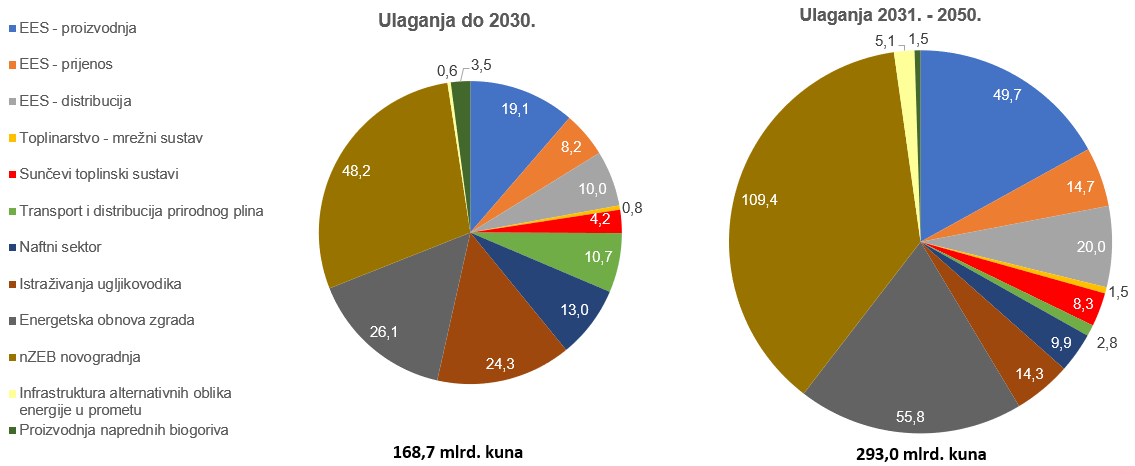 Ulaganja do 2030.
Ulaganja 2031. - 2050.
EES - proizvodnja
EES - prijenos
EES - distribucija
Toplinarstvo - mrežni sustav
Sunčevi toplinski sustavi
Transport i distribucija prirodnog plina
Naftni sektor
Istraživanja ugljikovodika
Energetska obnova zgrada
nZEB novogradnja
Infrastruktura alternativnih oblika
energije u prometu
Proizvodnja naprednih biogoriva
19,1
8,2
10,0
0,8
4,2
10,7
13,0
24,3
26,1
48,2
0,6
3,5
168,7 mlrd. kuna
49,7
14,7
20,0
1,5
8,3
2,8
9,9
14,3
55,8
109,4
5,1
1,5
293,0 mlrd. kuna